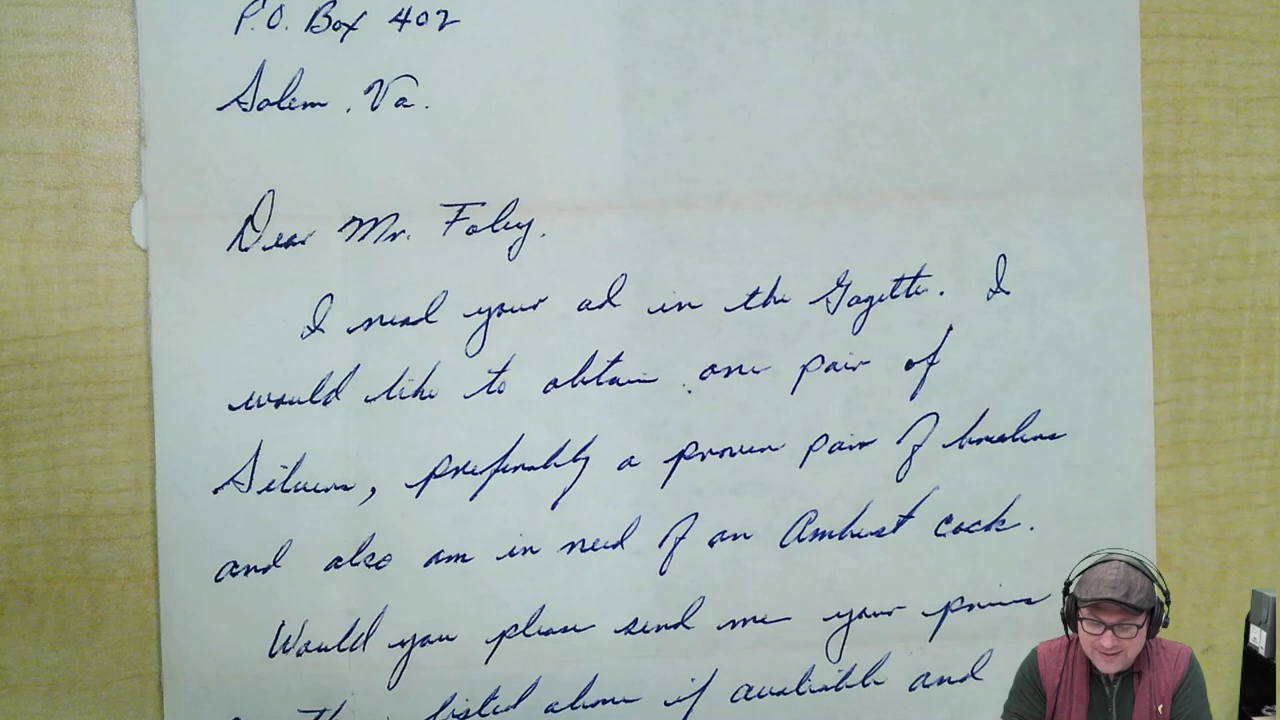 P.O. Box 402
Salem, Va.
Dear Mr. Foley,
I read your ad in the Gazette. I
would like to obtain one pair of
Silvers, preferably a proven pair of breeders
and also am in need of an Amherst cock.
Would you please send me your prices
listed above if available and